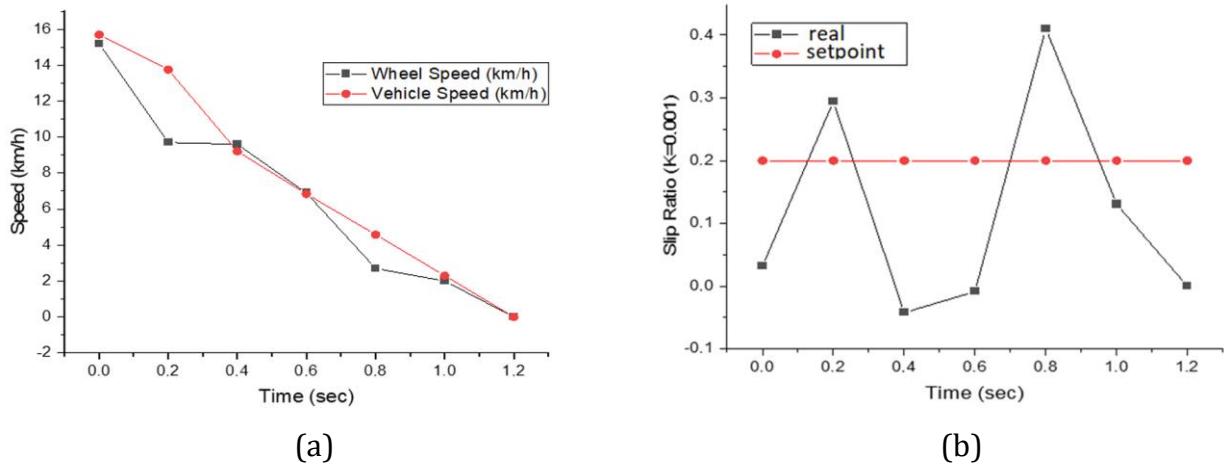 16
14
12
10
8
6
4
2
0
-2
Speed (km/h)
Wheel Speed (km/h)
Vehicle Speed (km/h)
0.0 0.2 0.4 0.6 0.8 1.0 1.2
Time (sec)
(a)
0.4
0.3
0.2
0.1
0.0
-0.1
Slip Ratio (K=0.001)
real
setpoint
0.0 0.2 0.4 0.6 0.8 1.0 1.2
Time (sec)
(b)